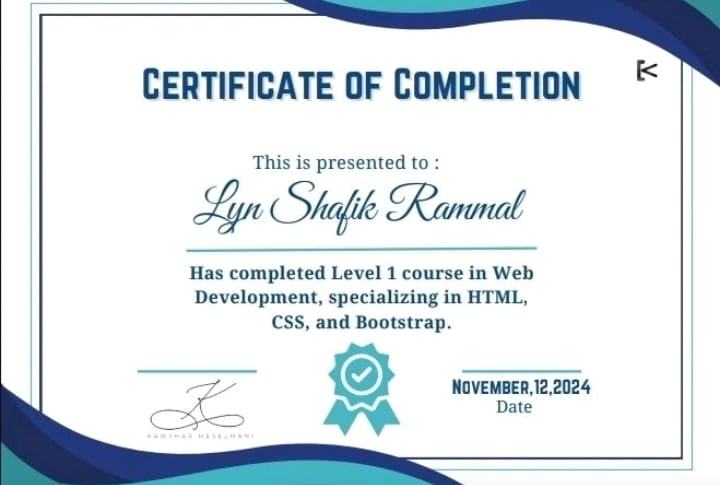 CERTIFICATE OF COMPLETION
This is presented to :
Lyn Shafik Rammal
Has completed Level 1 course in Web
Development, specializing in HTML,
CSS, and Bootstrap.
NOVEMBER,12,2024
Date
KAWTHAR MESELMANI